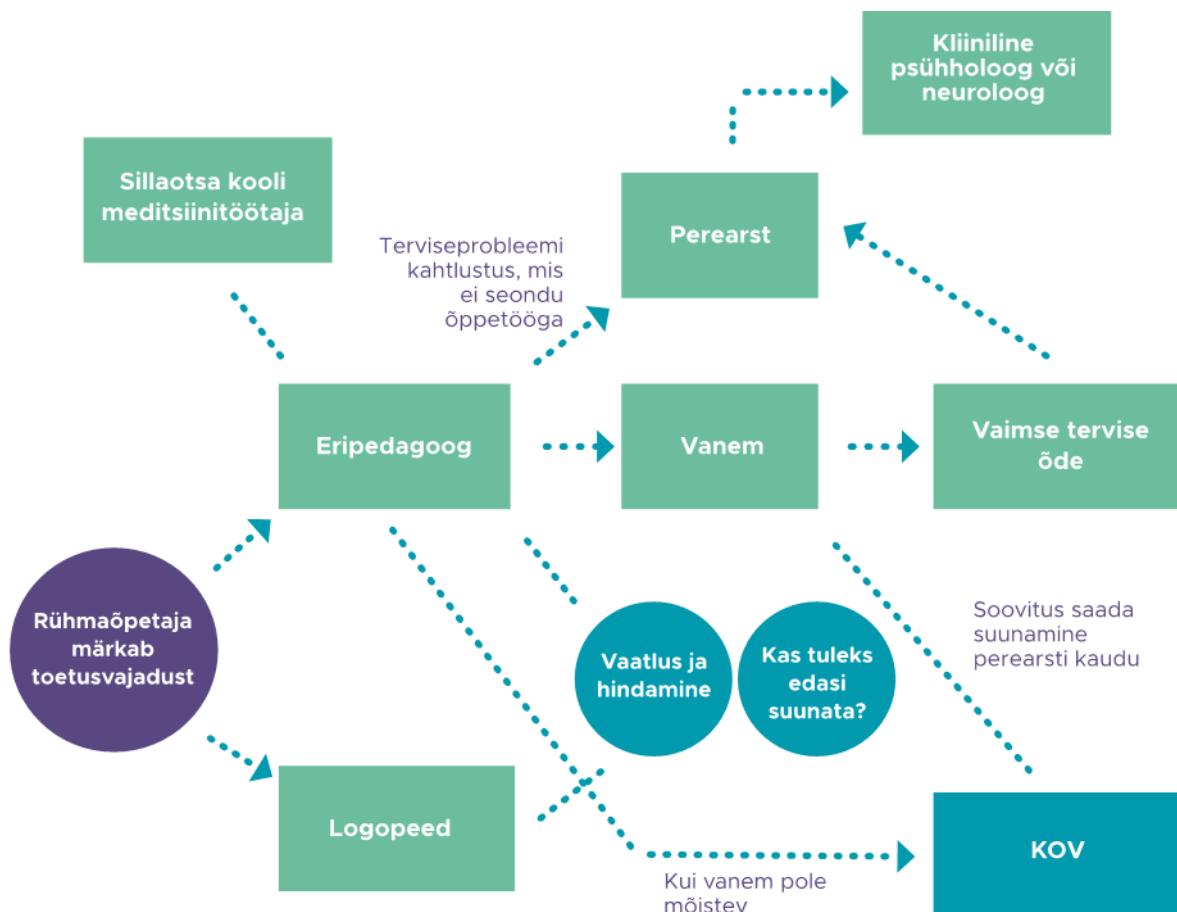 Kliiniline
psühholoog või
neuroloog
Sillaotsa kooli
meditsiinitöötaja
Perearst
Terviseprobleemi
kahtlustus, mis
ei seondu
õppetööga
Eripedagoog
Vanem
Vaimse tervise
õde
Rühmaõpetaja
märkab
toetusvajadust
Vaatlus ja
hindamine
Kas tuleks
edasi
suunata?
Soovitus saada
suunamine
perearsti kaudu
Logopeed
KOV
Kui vanem pole
mõistev